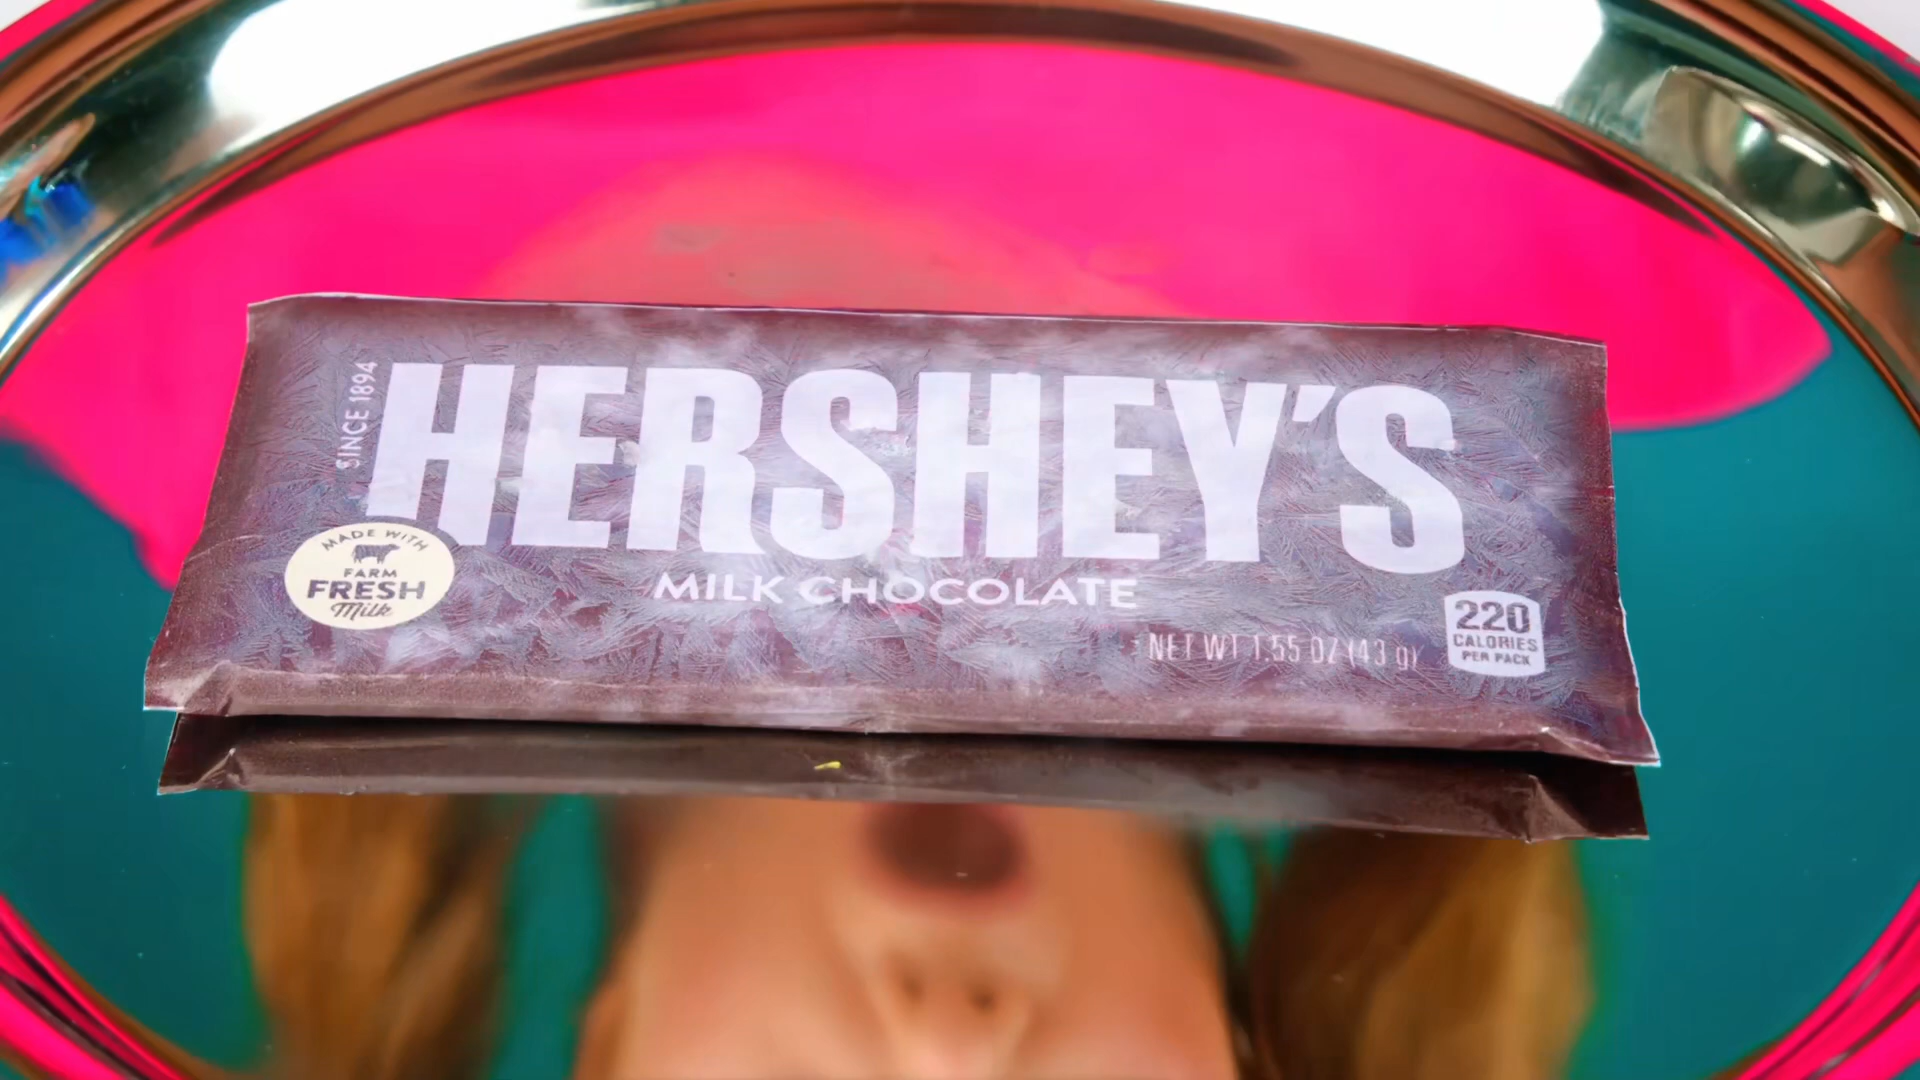 SINCE 1894
HERSHEY'S
MADE WITH
FARM
FRESH
Milk
MILK CHOCOLATE
NET WT 1.55 OZ (43 g)
220
CALORIES
PER PACK